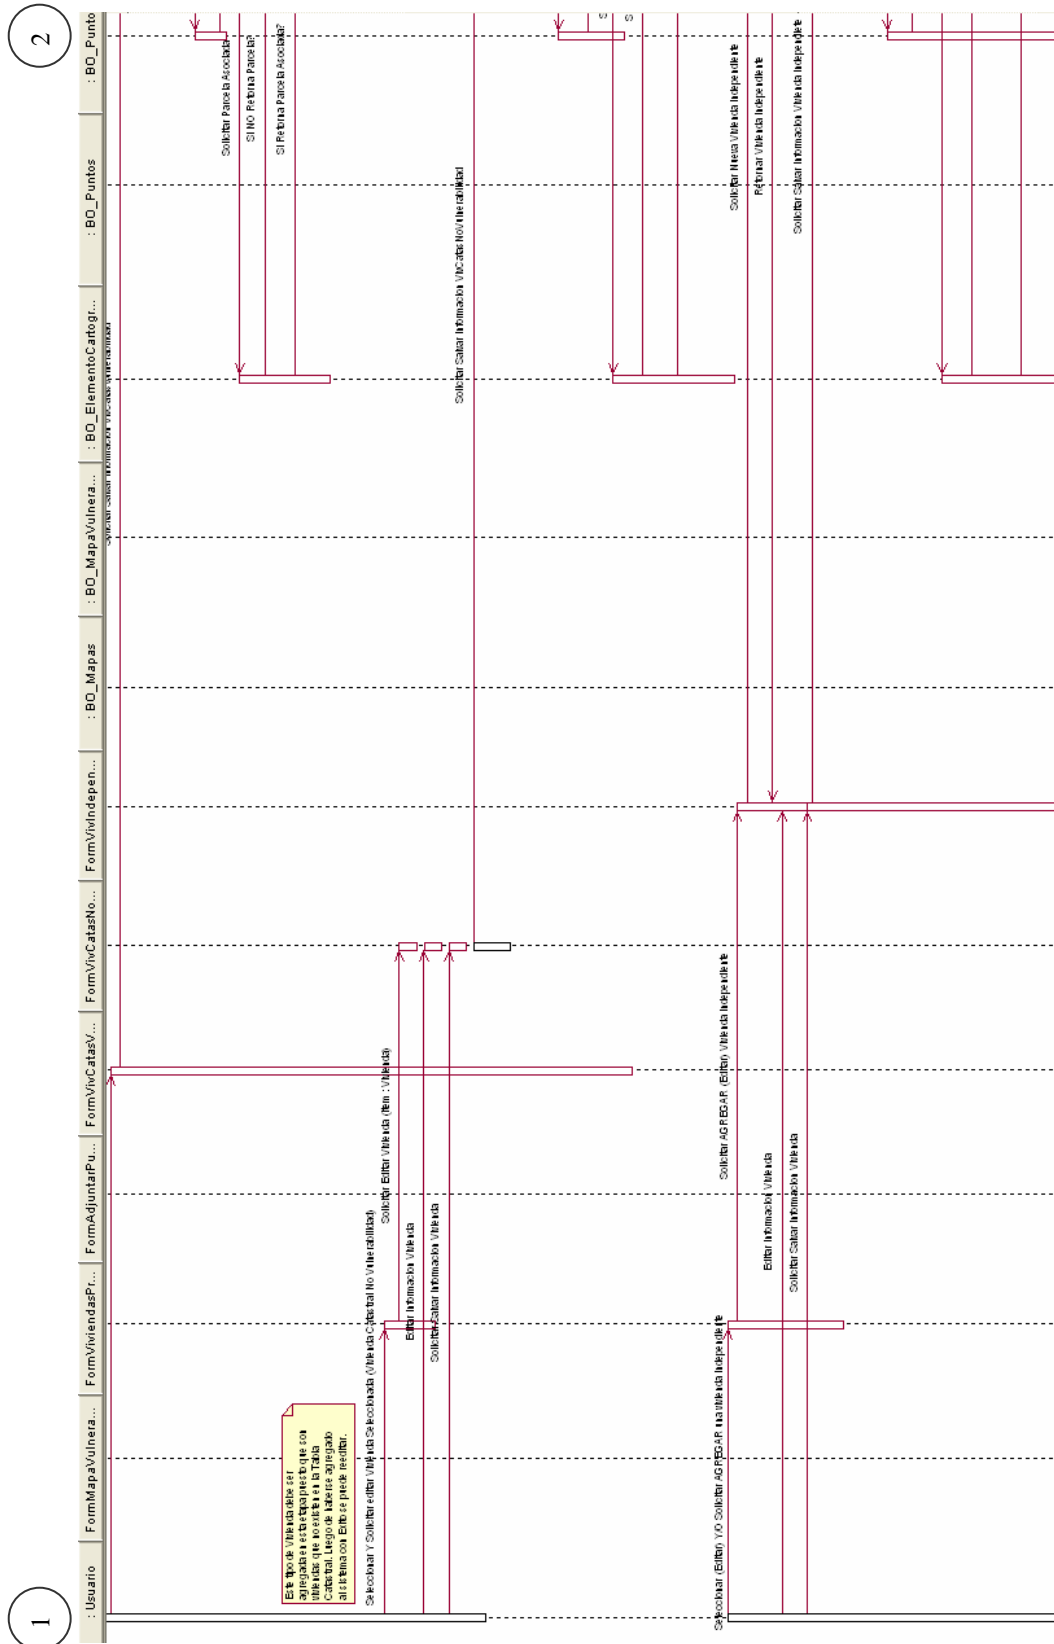 1
2
: Usuario
FormMapaVulnera...
FormViviendasPr...
FormAdjuntarPu...
FormVivCatasV...
FormVivCatasNo...
FormVivIndepen...
: BO_Mapas
: BO_MapaVulnera...
: BO_ElementoCartogr...
: BO_Puntos
: BO_Punto
Solicitar Parcela Asociada
SI NO Retorna Parcela?
SI Retorna Parcela Asociada?
Este tipo de Vivienda debe ser
agregada en esta etapa puesto que son
viviendas que no existen en la Tabla
Catastral. Luego de haberse agregado
al sistema con Exito se puede reeditar.
Seleccionar Y Solicitar editar Vivienda Seleccionada (Vivienda Catastral No Vulnerabilidad)
Solicitar Editar Vivienda (Item : Vivienda)
Editar Informacion Vivienda
Solicitar Salvar Informacion Vivienda
Solicitar Salvar Informacion VivCatasNoVulnerabilidad
Seleccionar (Editar) Y/O Solicitar AGREGAR una vivienda Independiente
Solicitar AGREGAR (Editar) Vivienda Independiente
Solicitar Nueva Vivienda Independiente
Retornar Vivienda Independiente
Editar Informacion Vivienda
Solicitar Salvar Informacion Vivienda
Solicitar Salvar Informacion Vivienda Independiente